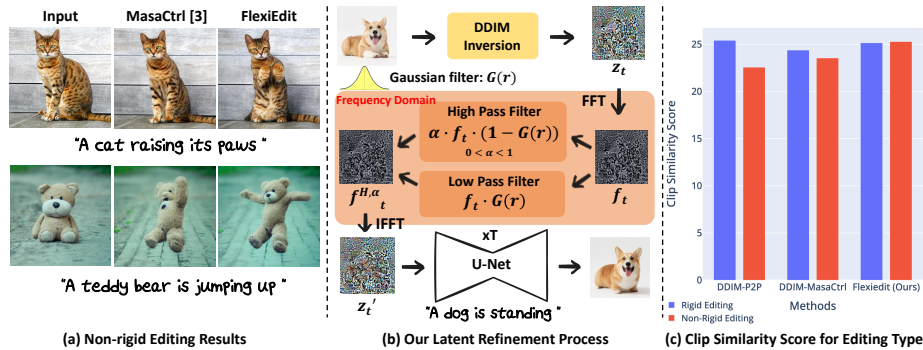 Input MasaCtrl [3] FlexiEdit
"A cat raising its paws "
"A teddy bear is jumping up "
(a) Non-rigid Editing Results
DDIM
Inversion
z_t
Gaussian filter: G(r)
FFT
Frequency Domain
High Pass Filter
α · f_t · (1 − G(r))
0 < α < 1
Low Pass Filter
f_t · G(r)
f^{H,α}_t
f_t
IFFT
xT
U-Net
z_t'
"A dog is standing "
(b) Our Latent Refinement Process
Clip Similarity Score
25
20
15
10
5
0
DDIM-P2P DDIM-MasaCtrl Flexiedit (Ours)
Methods
Rigid Editing
Non-Rigid Editing
(c) Clip Similarity Score for Editing Type